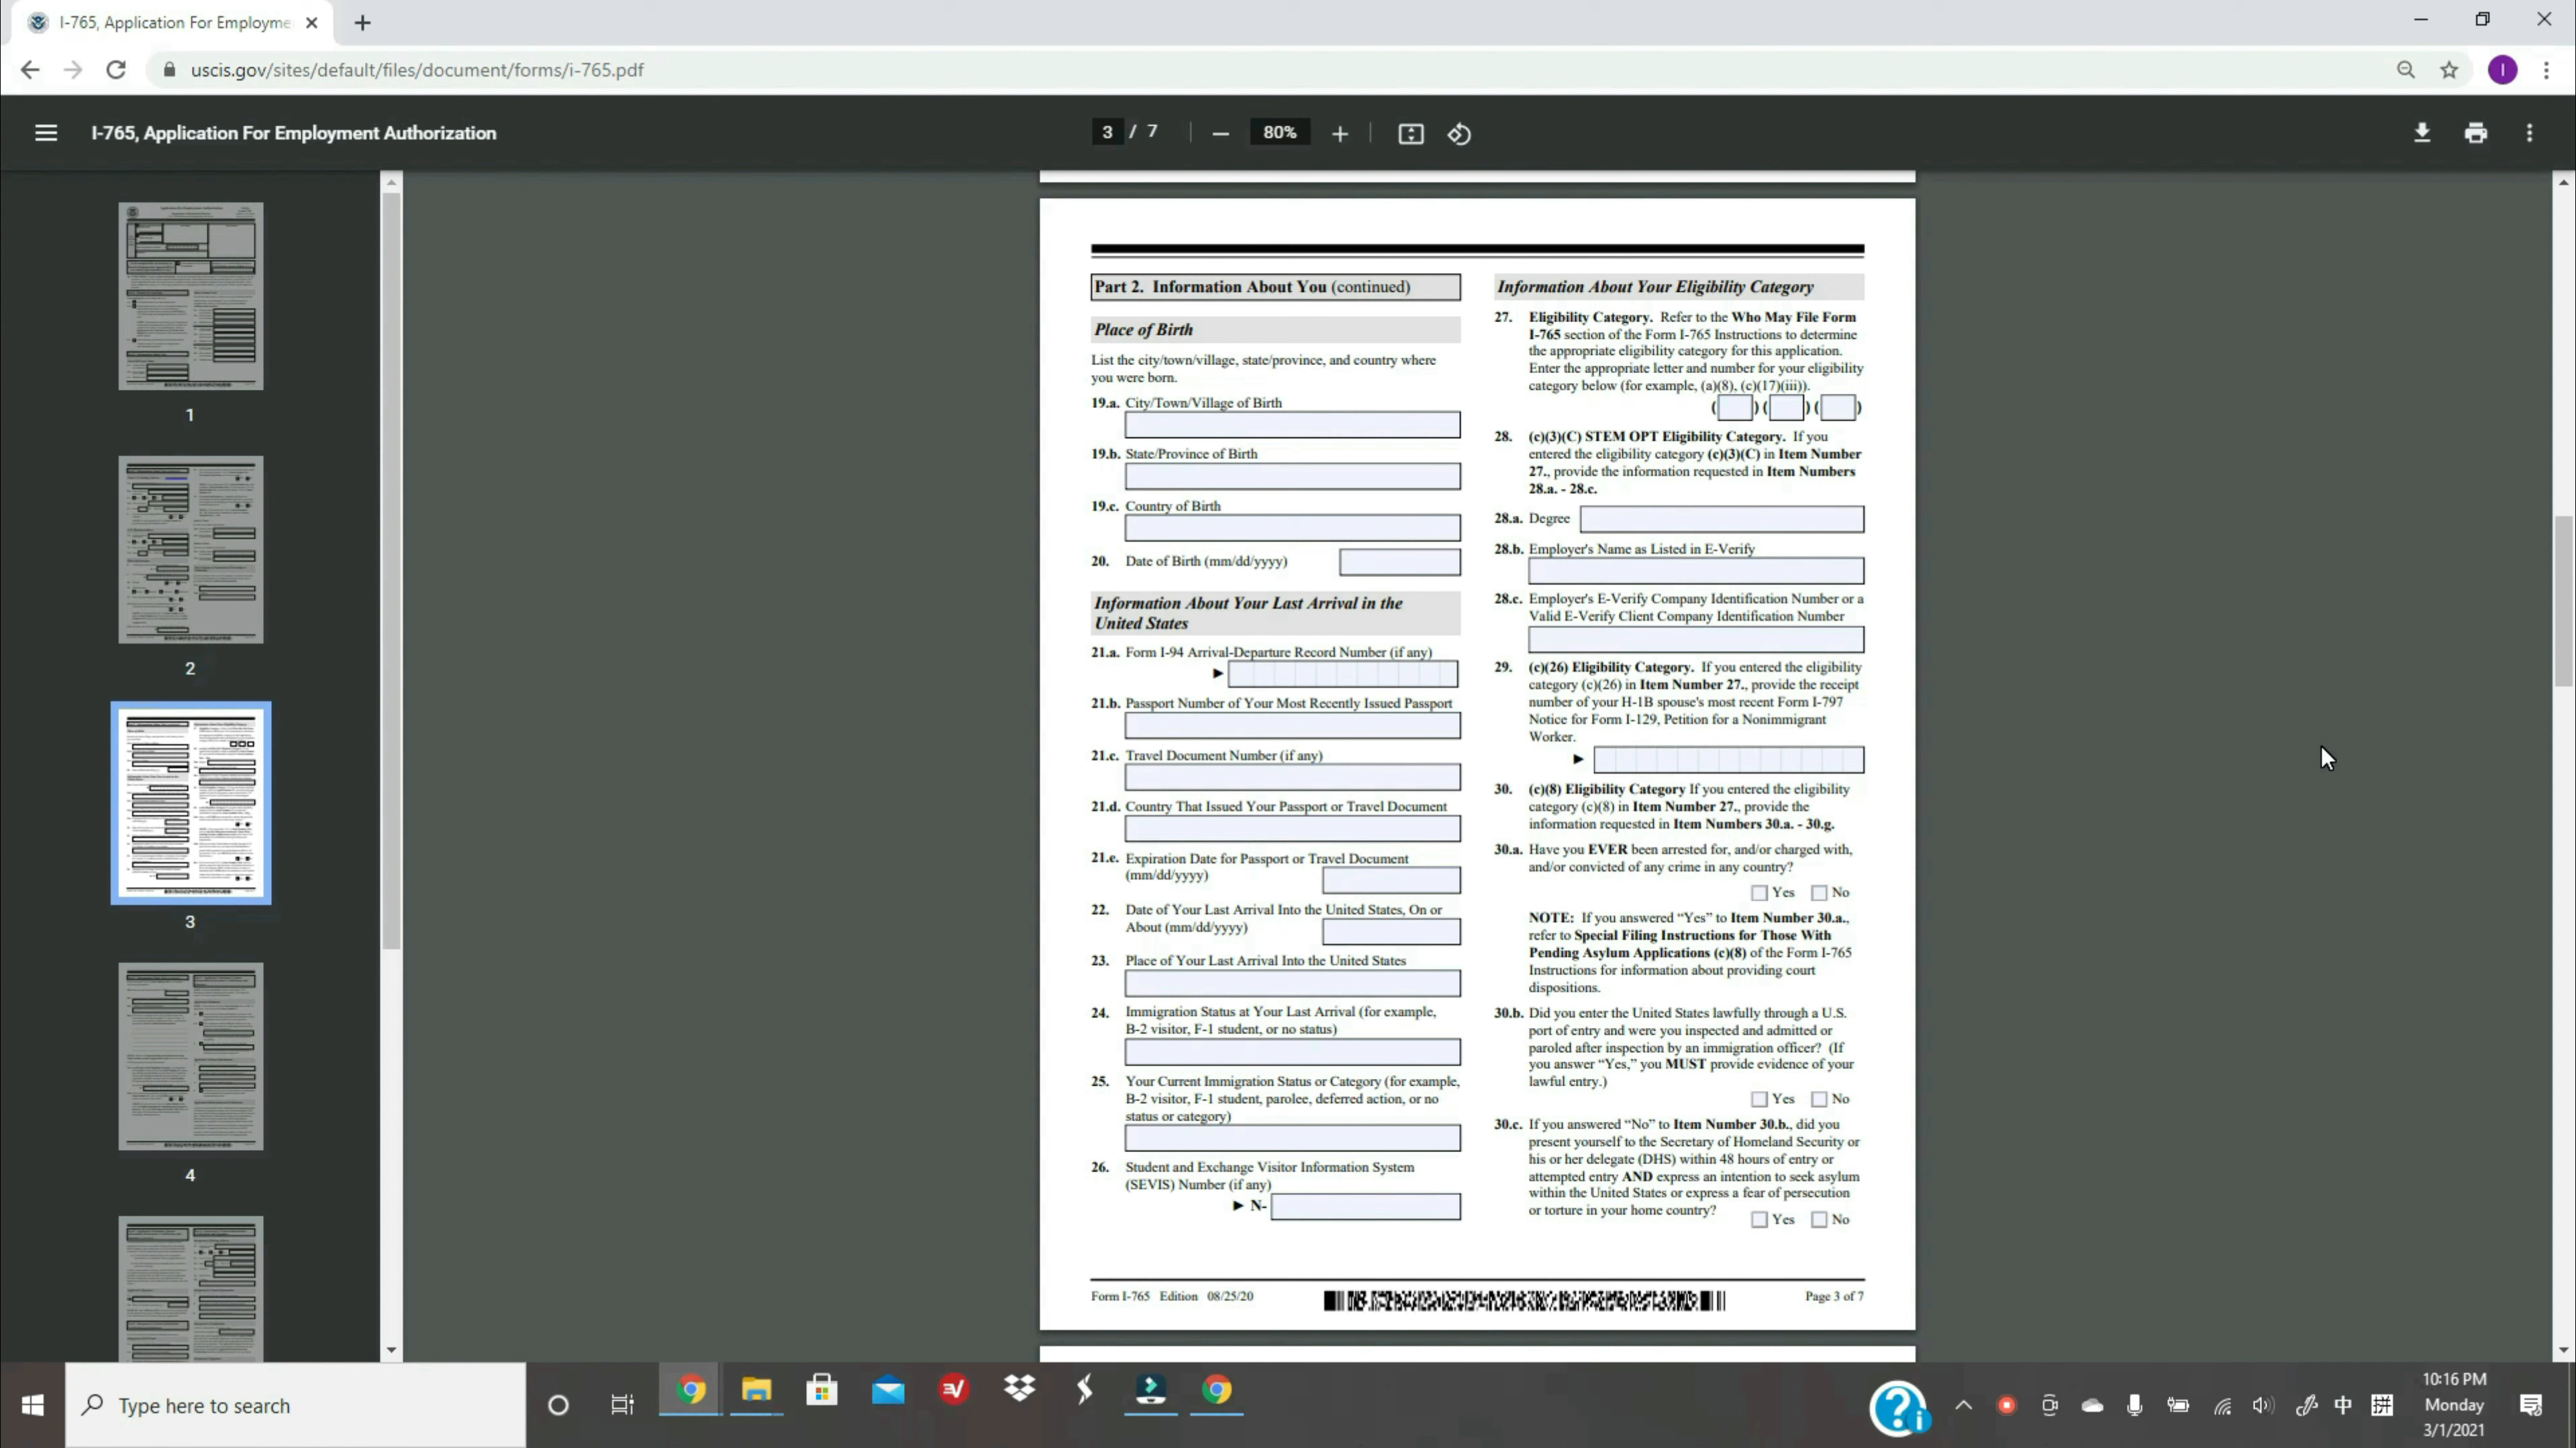 I-765, Application For Employme
uscis.gov/sites/default/files/document/forms/i-765.pdf
I
I-765, Application For Employment Authorization
3 / 7
80%
1
2
3
4
Part 2. Information About You (continued)
Place of Birth
List the city/town/village, state/province, and country where
you were born.
19.a. City/Town/Village of Birth
19.b. State/Province of Birth
19.c. Country of Birth
20. Date of Birth (mm/dd/yyyy)
Information About Your Last Arrival in the
United States
21.a. Form I-94 Arrival-Departure Record Number (if any)
21.b. Passport Number of Your Most Recently Issued Passport
21.c. Travel Document Number (if any)
21.d. Country That Issued Your Passport or Travel Document
21.e. Expiration Date for Passport or Travel Document
(mm/dd/yyyy)
22. Date of Your Last Arrival Into the United States, On or
About (mm/dd/yyyy)
23. Place of Your Last Arrival Into the United States
24. Immigration Status at Your Last Arrival (for example,
B-2 visitor, F-1 student, or no status)
25. Your Current Immigration Status or Category (for example,
B-2 visitor, F-1 student, parolee, deferred action, or no
status or category)
26. Student and Exchange Visitor Information System
(SEVIS) Number (if any)
► N-
Information About Your Eligibility Category
27. Eligibility Category. Refer to the Who May File Form
I-765 section of the Form I-765 Instructions to determine
the appropriate eligibility category for this application.
Enter the appropriate letter and number for your eligibility
category below (for example, (a)(8), (c)(17)(iii)).
( ) ( ) ( )
28. (c)(3)(C) STEM OPT Eligibility Category. If you
entered the eligibility category (c)(3)(C) in Item Number
27., provide the information requested in Item Numbers
28.a. - 28.c.
28.a. Degree
28.b. Employer's Name as Listed in E-Verify
28.c. Employer's E-Verify Company Identification Number or a
Valid E-Verify Client Company Identification Number
29. (c)(26) Eligibility Category. If you entered the eligibility
category (c)(26) in Item Number 27., provide the receipt
number of your H-1B spouse's most recent Form I-797
Notice for Form I-129, Petition for a Nonimmigrant
Worker.
30. (c)(8) Eligibility Category If you entered the eligibility
category (c)(8) in Item Number 27., provide the
information requested in Item Numbers 30.a. - 30.g.
30.a. Have you EVER been arrested for, and/or charged with,
and/or convicted of any crime in any country?
Yes No
NOTE: If you answered “Yes” to Item Number 30.a.,
refer to Special Filing Instructions for Those With
Pending Asylum Applications (c)(8) of the Form I-765
Instructions for information about providing court
dispositions.
30.b. Did you enter the United States lawfully through a U.S.
port of entry and were you inspected and admitted or
paroled after inspection by an immigration officer? (If
you answer “Yes,” you MUST provide evidence of your
lawful entry.)
Yes No
30.c. If you answered “No” to Item Number 30.b., did you
present yourself to the Secretary of Homeland Security or
his or her delegate (DHS) within 48 hours of entry or
attempted entry AND express an intention to seek asylum
within the United States or express a fear of persecution
or torture in your home country?
Yes No
Form I-765 Edition 08/25/20
Page 3 of 7
Type here to search
中
拼
10:16 PM
Monday
3/1/2021